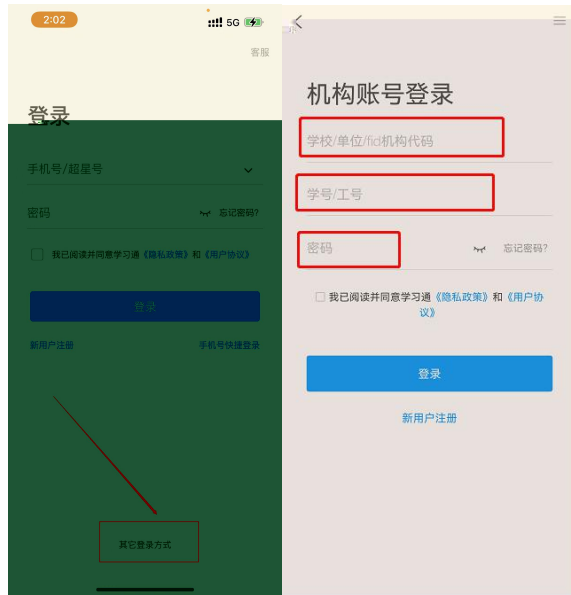 2:02
5G
客服
登录
手机号/超星号
密码
忘记密码?
我已阅读并同意学习通《隐私政策》和《用户协议》
登录
新用户注册
手机号快捷登录
其它登录方式
机构账号登录
学校/单位/fid机构代码
学号/工号
密码
忘记密码?
我已阅读并同意学习通《隐私政策》和《用户协
议》
登录
新用户注册